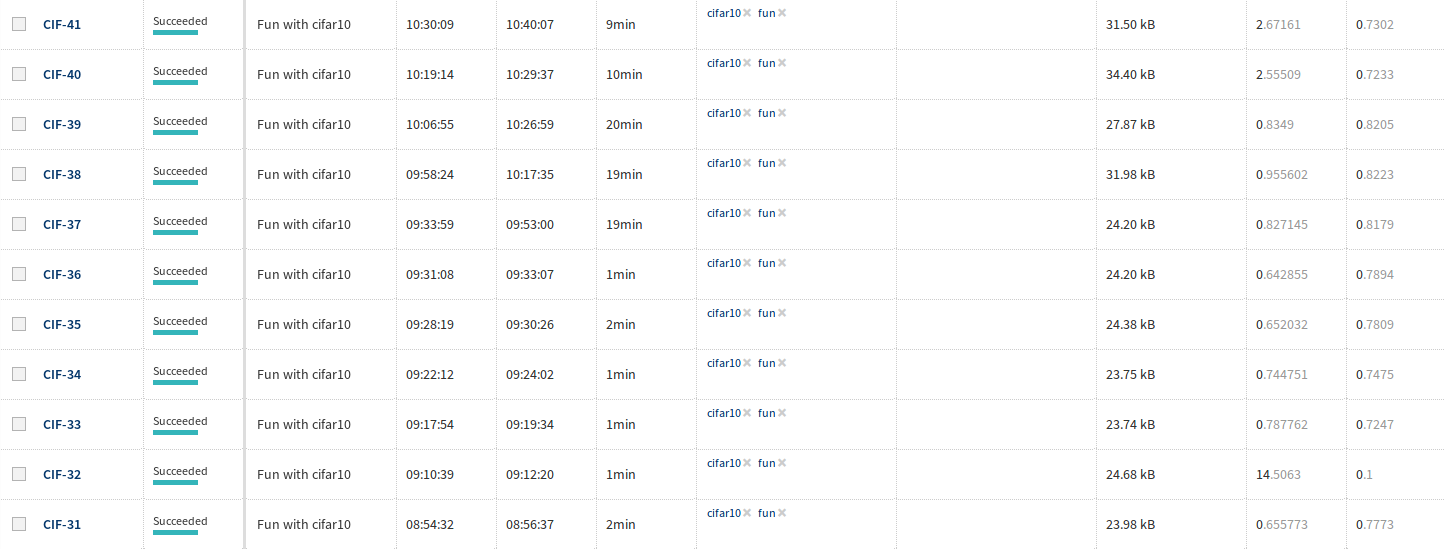 CIF-41 Succeeded Fun with cifar10 10:30:09 10:40:07 9min cifar10 fun 31.50 kB 2.67161 0.7302
CIF-40 Succeeded Fun with cifar10 10:19:14 10:29:37 10min cifar10 fun 34.40 kB 2.55509 0.7233
CIF-39 Succeeded Fun with cifar10 10:06:55 10:26:59 20min cifar10 fun 27.87 kB 0.8349 0.8205
CIF-38 Succeeded Fun with cifar10 09:58:24 10:17:35 19min cifar10 fun 31.98 kB 0.955602 0.8223
CIF-37 Succeeded Fun with cifar10 09:33:59 09:53:00 19min cifar10 fun 24.20 kB 0.827145 0.8179
CIF-36 Succeeded Fun with cifar10 09:31:08 09:33:07 1min cifar10 fun 24.20 kB 0.642855 0.7894
CIF-35 Succeeded Fun with cifar10 09:28:19 09:30:26 2min cifar10 fun 24.38 kB 0.652032 0.7809
CIF-34 Succeeded Fun with cifar10 09:22:12 09:24:02 1min cifar10 fun 23.75 kB 0.744751 0.7475
CIF-33 Succeeded Fun with cifar10 09:17:54 09:19:34 1min cifar10 fun 23.74 kB 0.787762 0.7247
CIF-32 Succeeded Fun with cifar10 09:10:39 09:12:20 1min cifar10 fun 24.68 kB 14.5063 0.1
CIF-31 Succeeded Fun with cifar10 08:54:32 08:56:37 2min cifar10 fun 23.98 kB 0.655773 0.7773